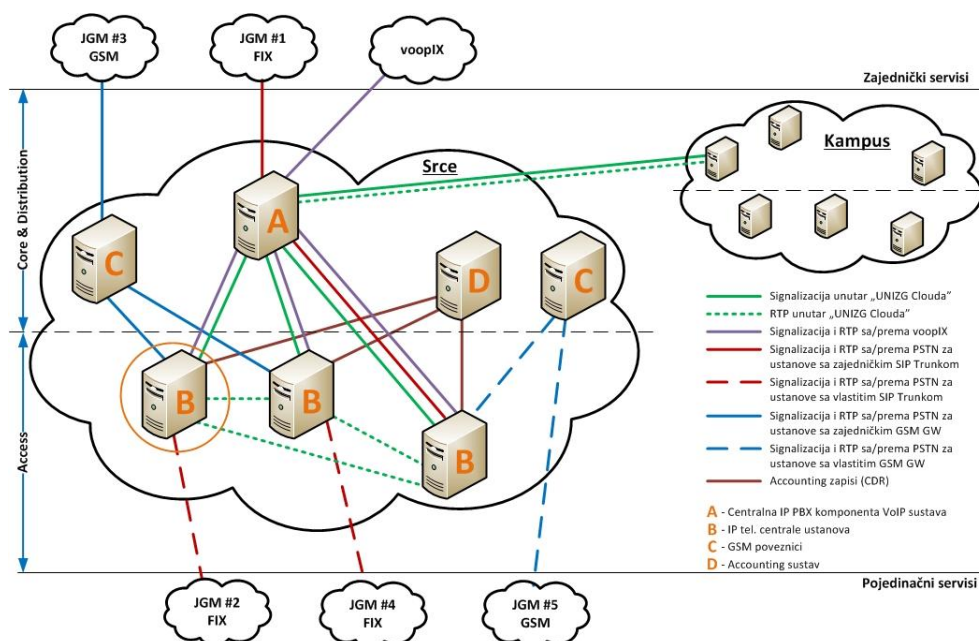 JGM #3
GSM
JGM #1
FIX
voopIX
Zajednički servisi
Kampus
Srce
Core & Distribution
A
C
D
C
B
B
B
Access
Signalizacija unutar „UNIZG Clouda”
RTP unutar „UNIZG Clouda”
Signalizacija i RTP sa/prema voopIX
Signalizacija i RTP sa/prema PSTN za
ustanove sa zajedničkim SIP Trunkom
Signalizacija i RTP sa/prema PSTN za
ustanove sa vlastitim SIP Trunkom
Signalizacija i RTP sa/prema PSTN za
ustanove sa zajedničkim GSM GW
Signalizacija i RTP sa/prema PSTN za
ustanove sa vlastitim GSM GW
Accounting zapisi (CDR)
A - Centralna IP PBX komponenta VoIP sustava
B - IP tel. centrale ustanova
C - GSM poveznici
D - Accounting sustav
Pojedinačni servisi
JGM #2
FIX
JGM #4
FIX
JGM #5
GSM